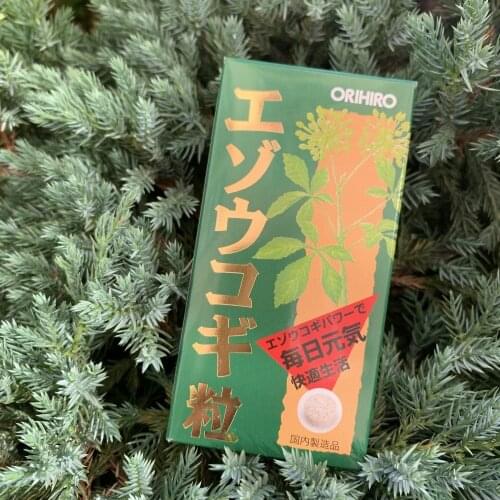 ORIHIRO
エゾウコギ粒
エゾウコギパワーで
毎日元気
快適生活
国内製造品